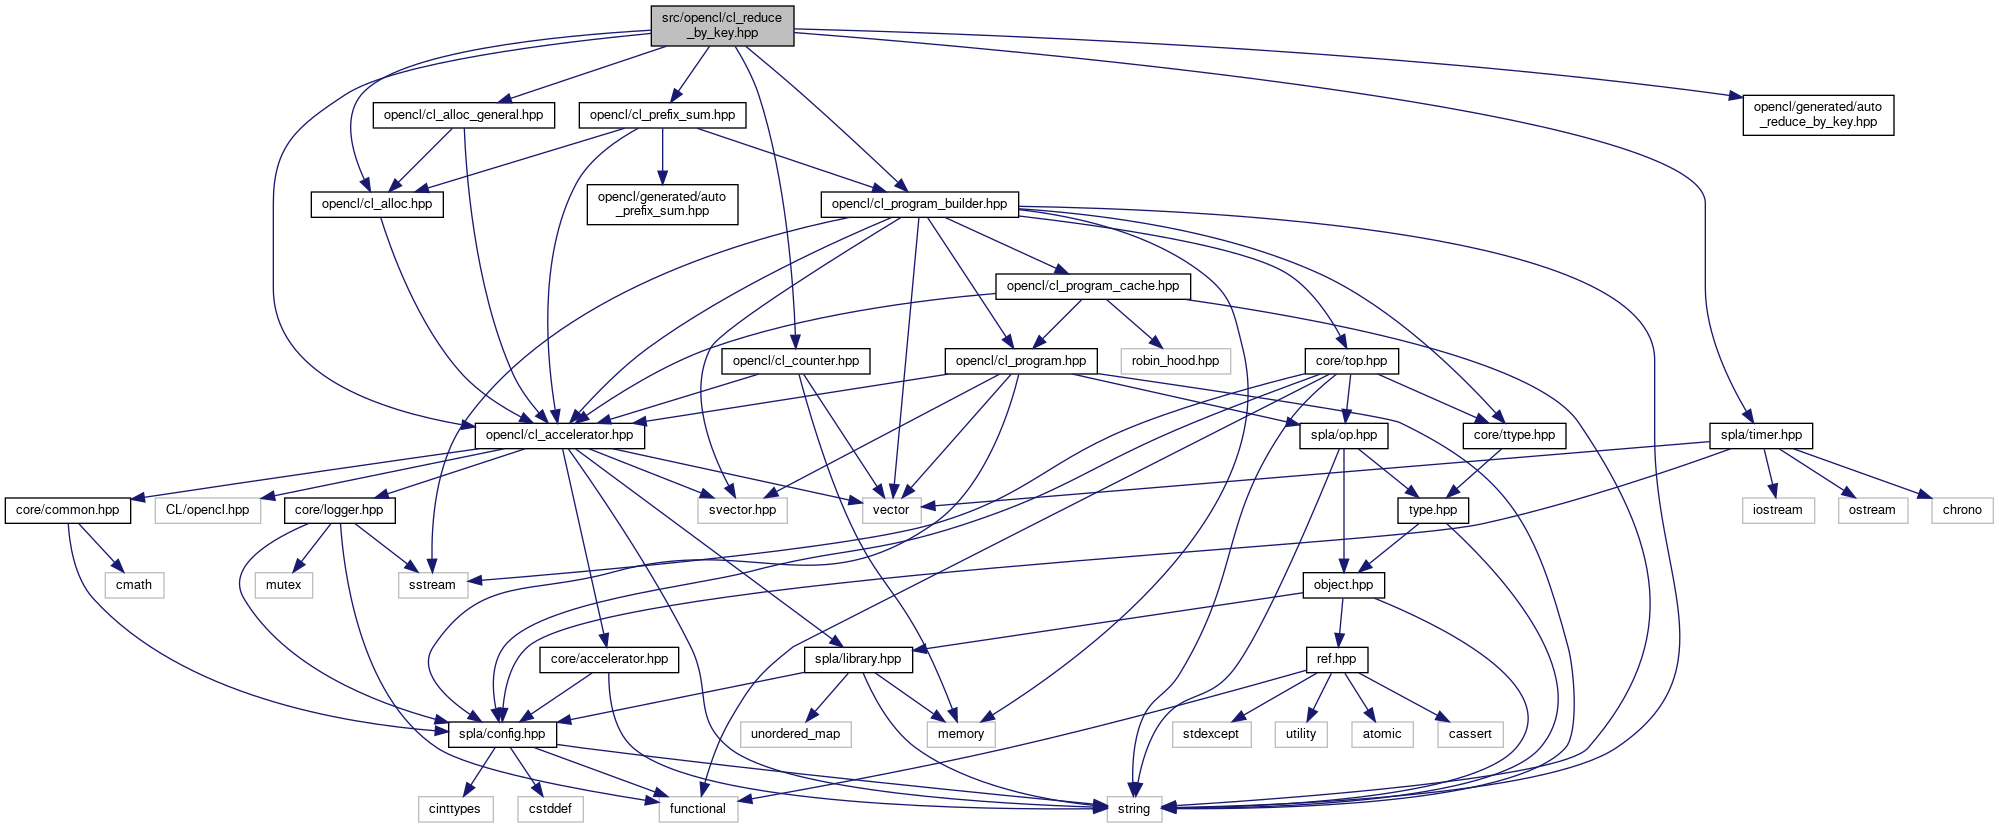 src/opencl/cl_reduce
_by_key.hpp
opencl/cl_alloc_general.hpp
opencl/cl_prefix_sum.hpp
opencl/generated/auto
_reduce_by_key.hpp
opencl/cl_alloc.hpp
opencl/generated/auto
_prefix_sum.hpp
opencl/cl_program_builder.hpp
opencl/cl_program_cache.hpp
opencl/cl_counter.hpp
opencl/cl_program.hpp
robin_hood.hpp
core/top.hpp
opencl/cl_accelerator.hpp
spla/op.hpp
core/ttype.hpp
spla/timer.hpp
core/common.hpp
CL/opencl.hpp
core/logger.hpp
svector.hpp
vector
type.hpp
iostream
ostream
chrono
cmath
mutex
sstream
object.hpp
core/accelerator.hpp
spla/library.hpp
ref.hpp
spla/config.hpp
unordered_map
memory
stdexcept
utility
atomic
cassert
cinttypes
cstddef
functional
string